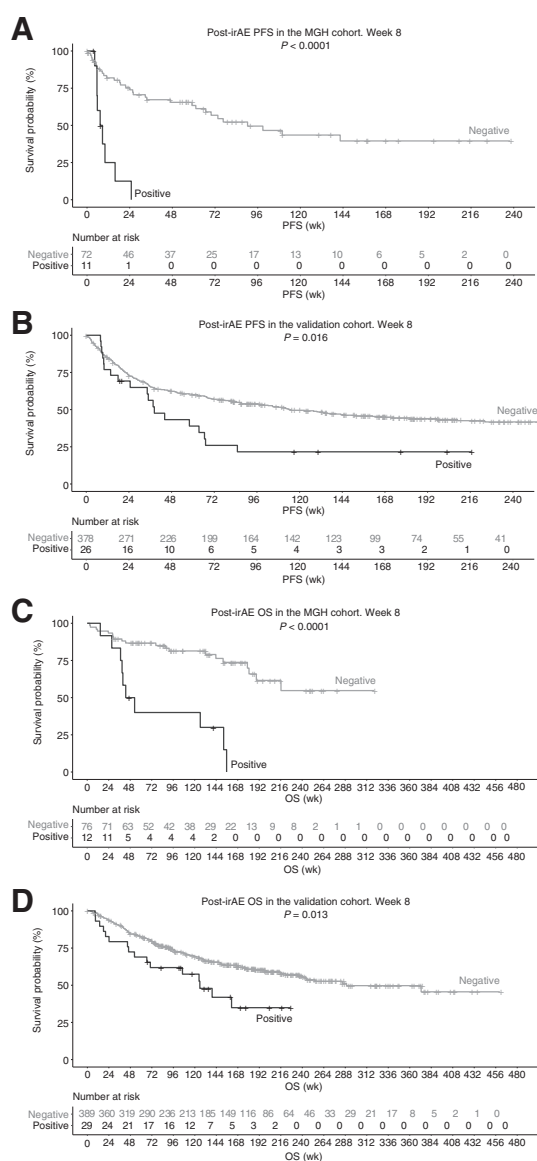 A
Post-irAE PFS in the MGH cohort. Week 8
P < 0.0001
Survival probability (%)
100
75
50
25
0
Negative
Positive
0 24 48 72 96 120 144 168 192 216 240
PFS (wk)
Number at risk
Negative 72 46 37 25 17 13 10 6 5 2 0
Positive 11 1 0 0 0 0 0 0 0 0 0
0 24 48 72 96 120 144 168 192 216 240
PFS (wk)
B
Post-irAE PFS in the validation cohort. Week 8
P = 0.016
Survival probability (%)
100
75
50
25
0
Negative
Positive
0 24 48 72 96 120 144 168 192 216 240
PFS (wk)
Number at risk
Negative 378 271 226 199 164 142 123 99 74 55 41
Positive 26 16 10 6 5 4 3 3 2 1 0
0 24 48 72 96 120 144 168 192 216 240
PFS (wk)
C
Post-irAE OS in the MGH cohort. Week 8
P < 0.0001
Survival probability (%)
100
75
50
25
0
Negative
Positive
0 24 48 72 96 120 144 168 192 216 240 264 288 312 336 360 384 408 432 456 480
OS (wk)
Number at risk
Negative 76 71 63 52 42 38 29 22 13 9 8 2 1 1 0 0 0 0 0 0
Positive 12 11 5 4 4 4 2 0 0 0 0 0 0 0 0 0 0 0 0 0
0 24 48 72 96 120 144 168 192 216 240 264 288 312 336 360 384 408 432 456 480
OS (wk)
D
Post-irAE OS in the validation cohort. Week 8
P = 0.013
Survival probability (%)
100
75
50
25
0
Negative
Positive
0 24 48 72 96 120 144 168 192 216 240 264 288 312 336 360 384 408 432 456 480
OS (wk)
Number at risk
Negative 389 360 319 290 236 213 185 149 116 86 64 46 33 29 21 17 8 5 2 1 0
Positive 29 24 21 17 16 12 7 5 3 2 0 0 0 0 0 0 0 0 0 0 0
0 24 48 72 96 120 144 168 192 216 240 264 288 312 336 360 384 408 432 456 480
OS (wk)